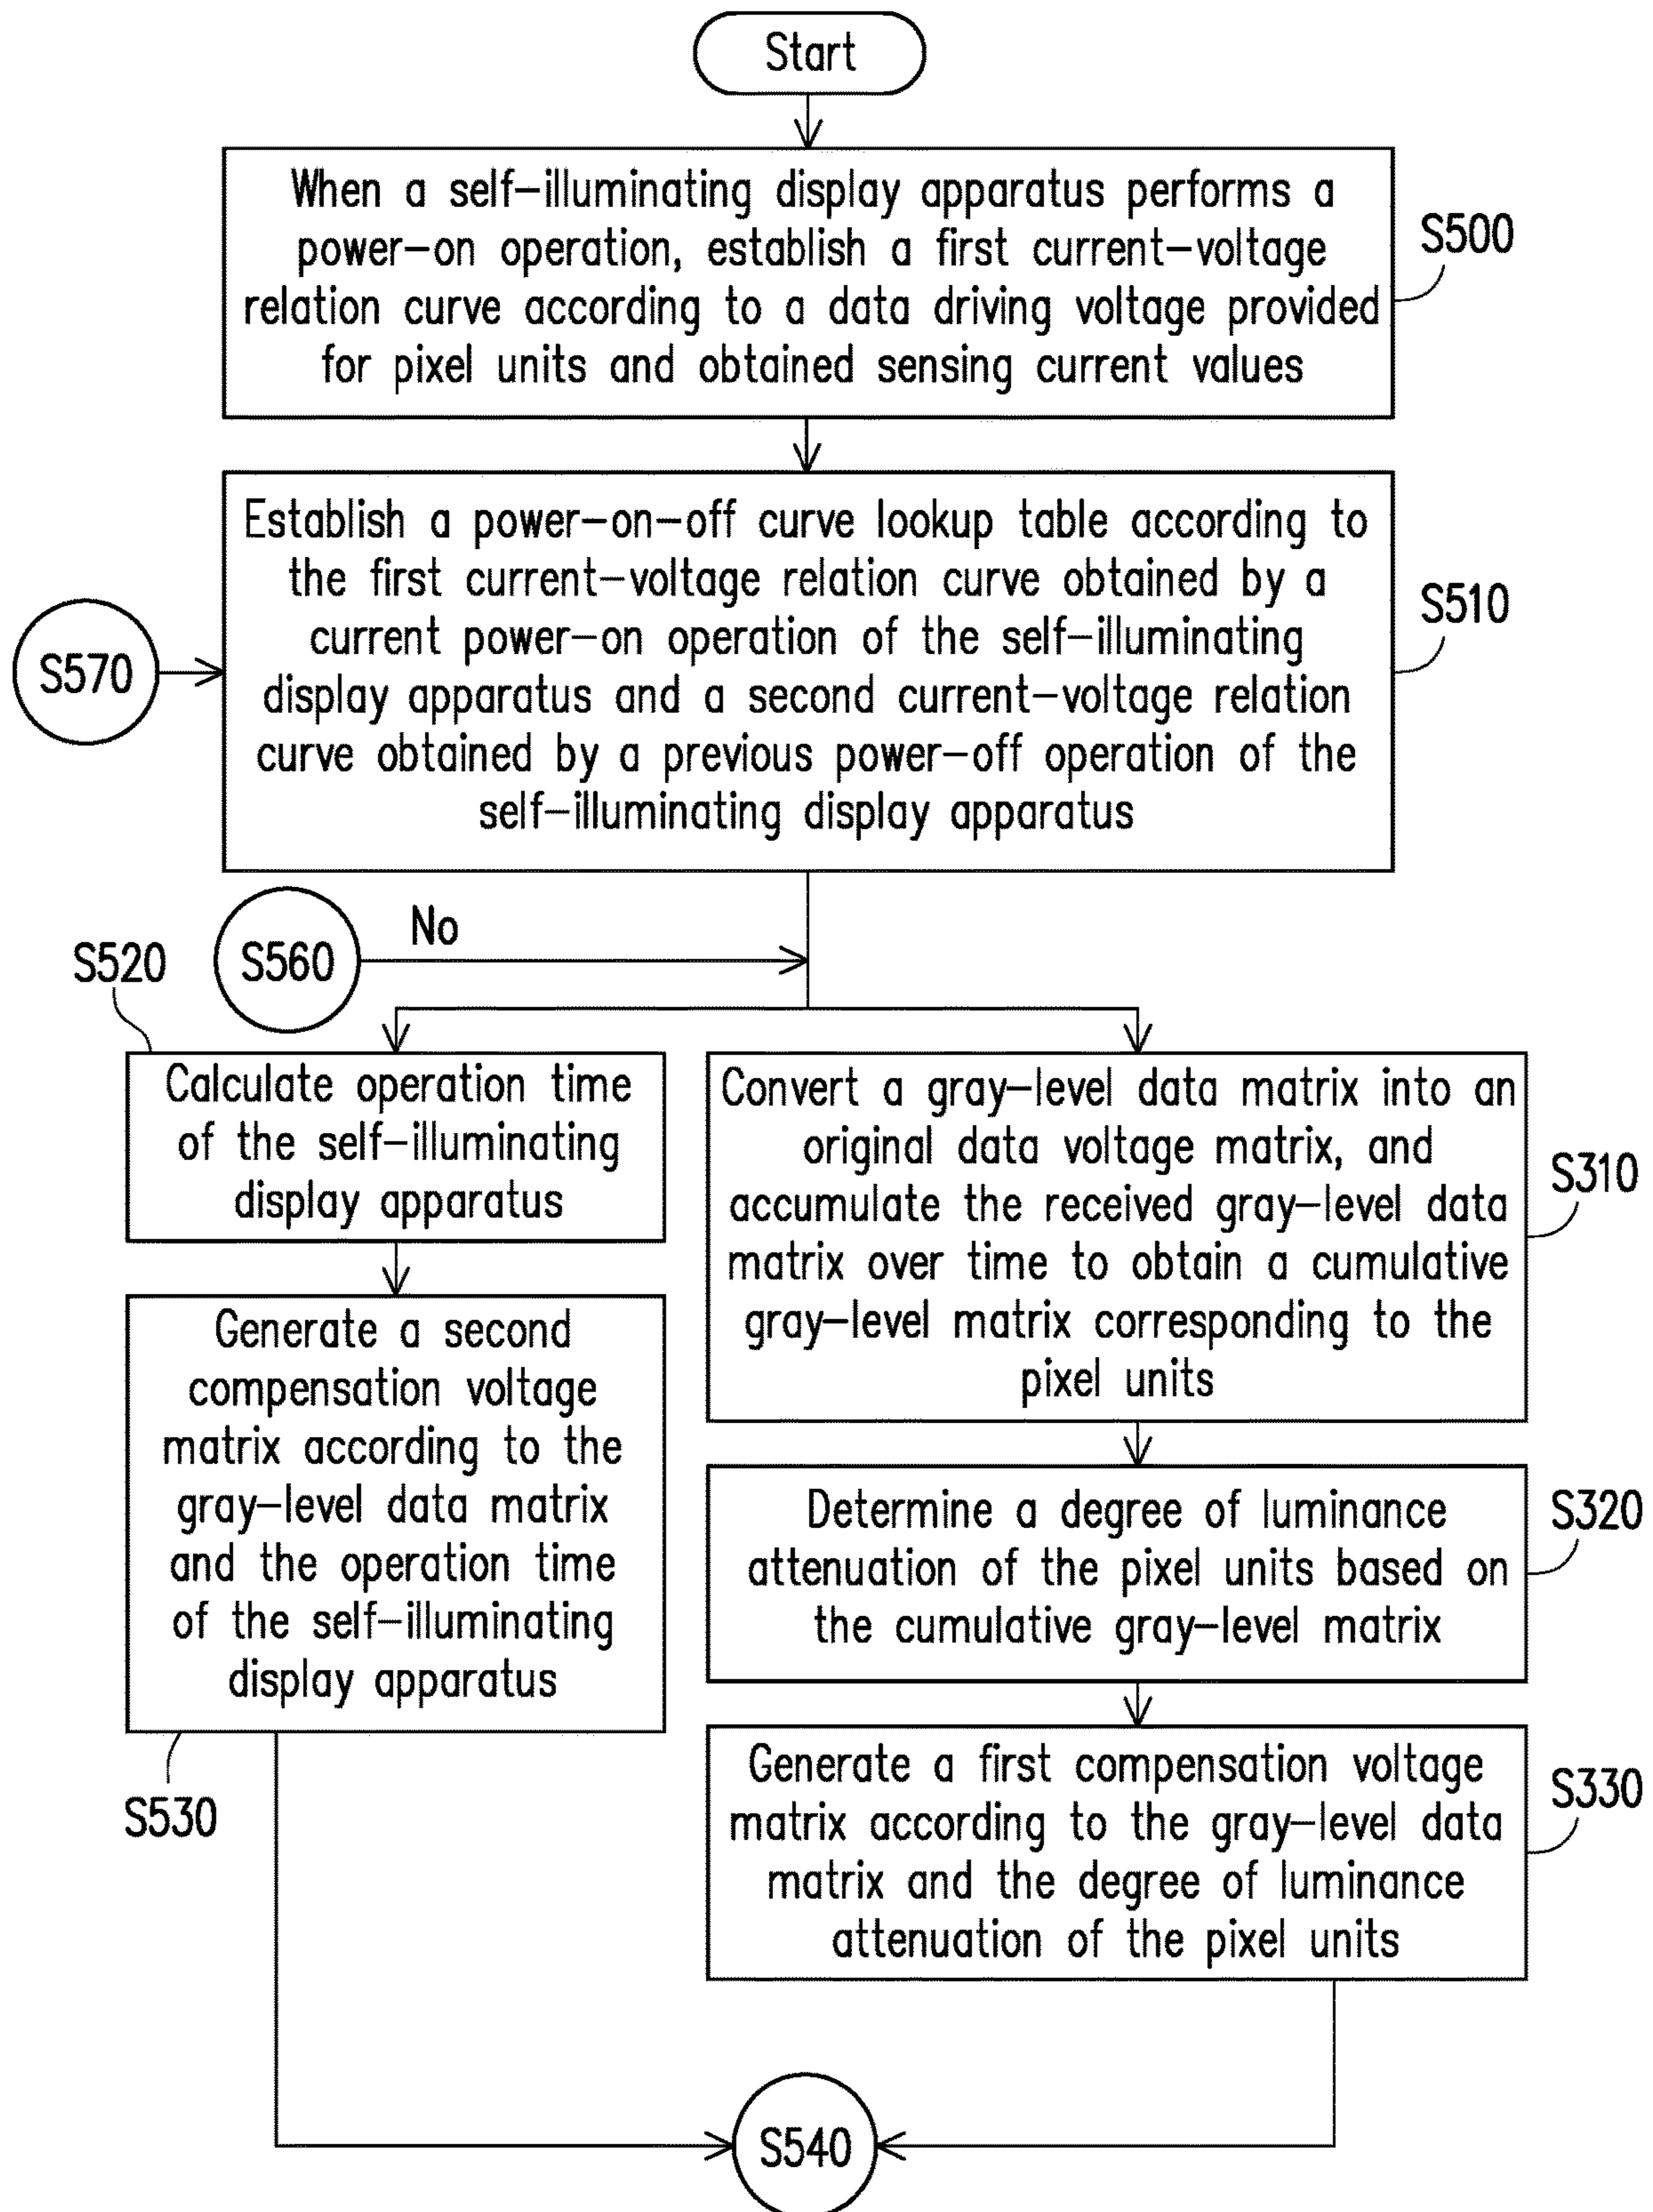 Start
When a self-illuminating display apparatus performs a
power-on operation, establish a first current-voltage
relation curve according to a data driving voltage provided
for pixel units and obtained sensing current values
S500
Establish a power-on-off curve lookup table according to
the first current-voltage relation curve obtained by a
current power-on operation of the self-illuminating
display apparatus and a second current-voltage relation
curve obtained by a previous power-off operation of the
self-illuminating display apparatus
S510
S570
S560
No
S520
Calculate operation time
of the self-illuminating
display apparatus
Generate a second
compensation voltage
matrix according to the
gray-level data matrix
and the operation time
of the self-illuminating
display apparatus
S530
Convert a gray-level data matrix into an
original data voltage matrix, and
accumulate the received gray-level data
matrix over time to obtain a cumulative
gray-level matrix corresponding to the
pixel units
S310
Determine a degree of luminance
attenuation of the pixel units based on
the cumulative gray-level matrix
S320
Generate a first compensation voltage
matrix according to the gray-level data
matrix and the degree of luminance
attenuation of the pixel units
S330
S540